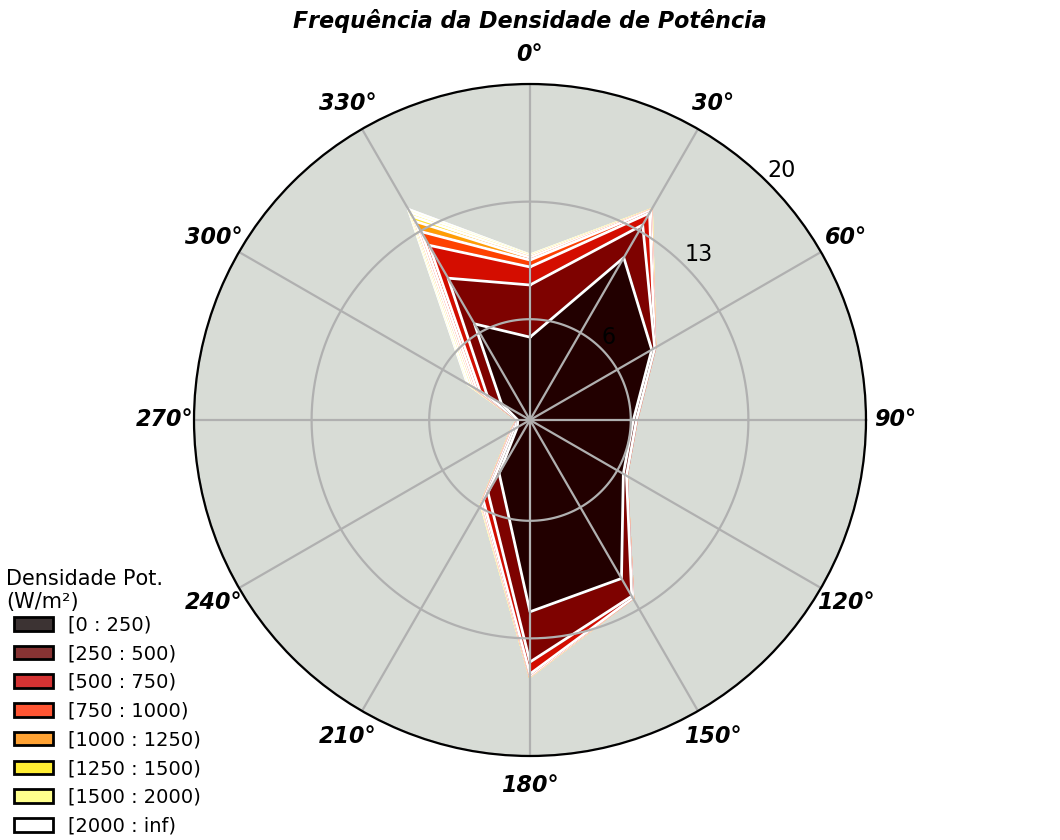 Frequência da Densidade de Potência
0°
330°
30°
20
300°
60°
13
6
270°
90°
240°
120°
210°
150°
180°
Densidade Pot.
(W/m²)
[0 : 250)
[250 : 500)
[500 : 750)
[750 : 1000)
[1000 : 1250)
[1250 : 1500)
[1500 : 2000)
[2000 : inf)